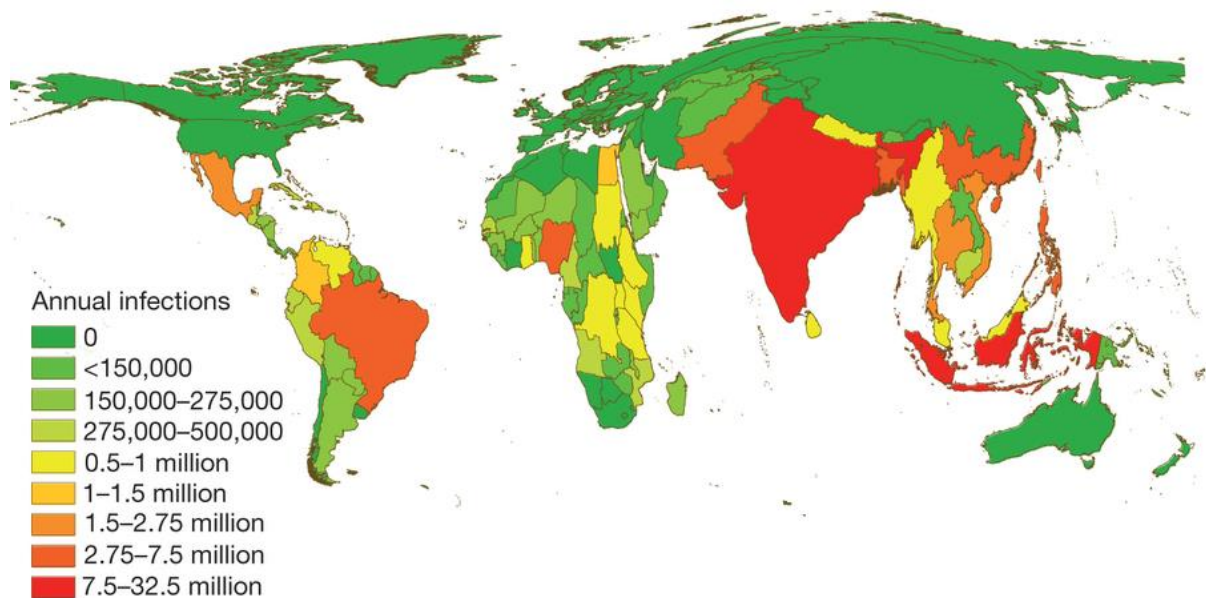 Annual infections
0
<150,000
150,000–275,000
275,000–500,000
0.5–1 million
1–1.5 million
1.5–2.75 million
2.75–7.5 million
7.5–32.5 million